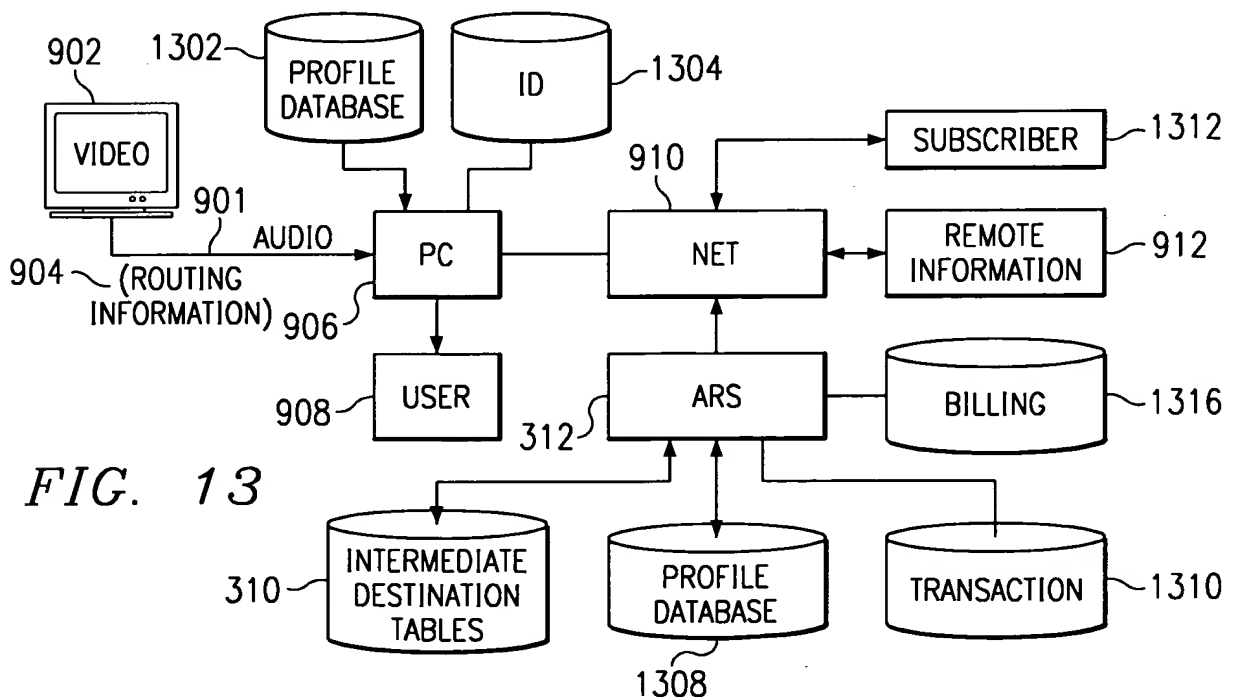 902
1302
PROFILE
DATABASE
ID
1304
VIDEO
910
SUBSCRIBER
1312
901
AUDIO
904
(ROUTING
INFORMATION)
PC
906
NET
REMOTE
INFORMATION
912
908
USER
312
ARS
BILLING
1316
FIG. 13
310
INTERMEDIATE
DESTINATION
TABLES
PROFILE
DATABASE
1308
TRANSACTION
1310